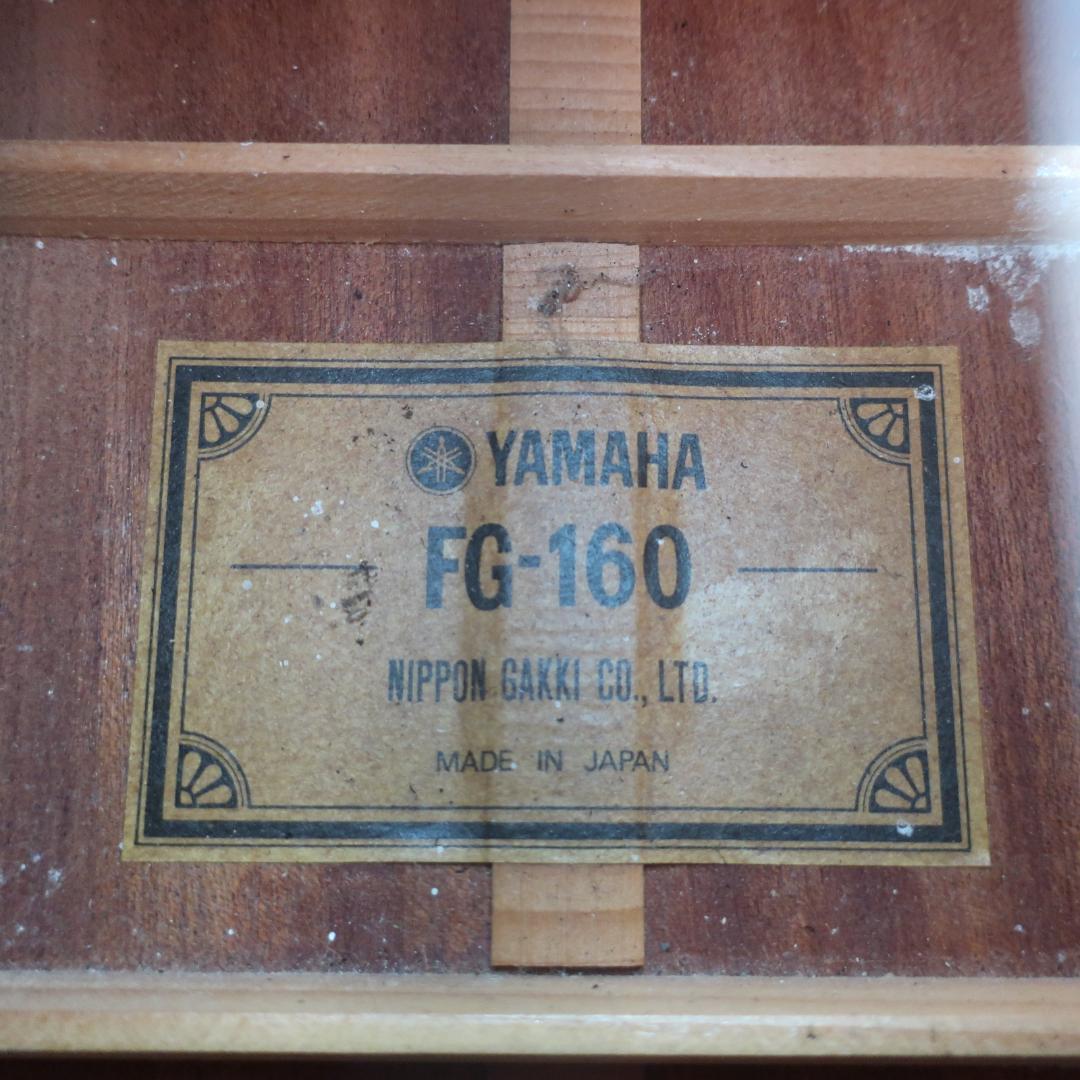 YAMAHA
FG-160
NIPPON GAKKI CO., LTD.
MADE IN JAPAN